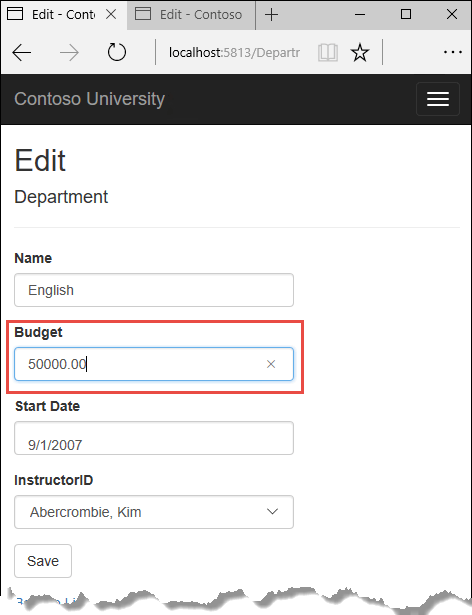 Edit - Conto
Edit - Contoso
localhost:5813/Departr
Contoso University
Edit
Department
Name
English
Budget
50000.00
Start Date
9/1/2007
InstructorID
Abercrombie, Kim
Save